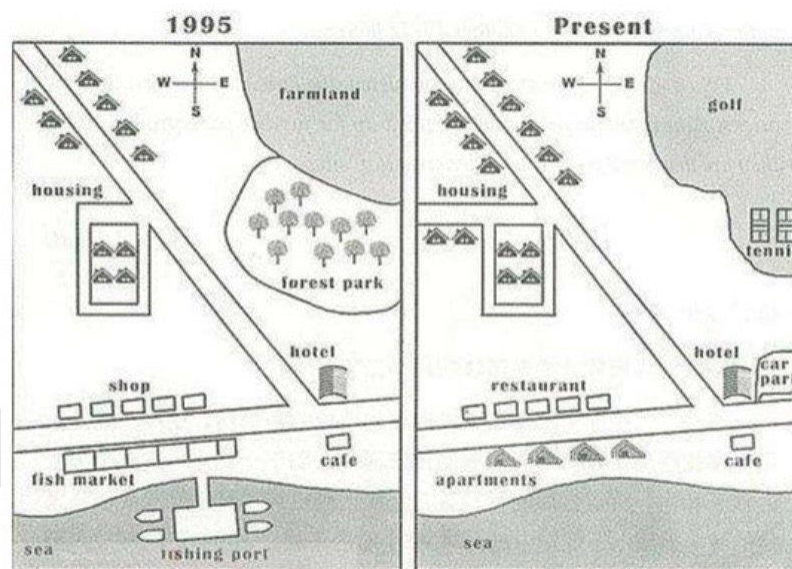 1995
N
W E
S
farmland
housing
forest park
hotel
shop
fish market
cafe
sea
fishing port
Present
N
W E
S
golf
housing
tenni
hotel
car
par
restaurant
apartments
cafe
sea